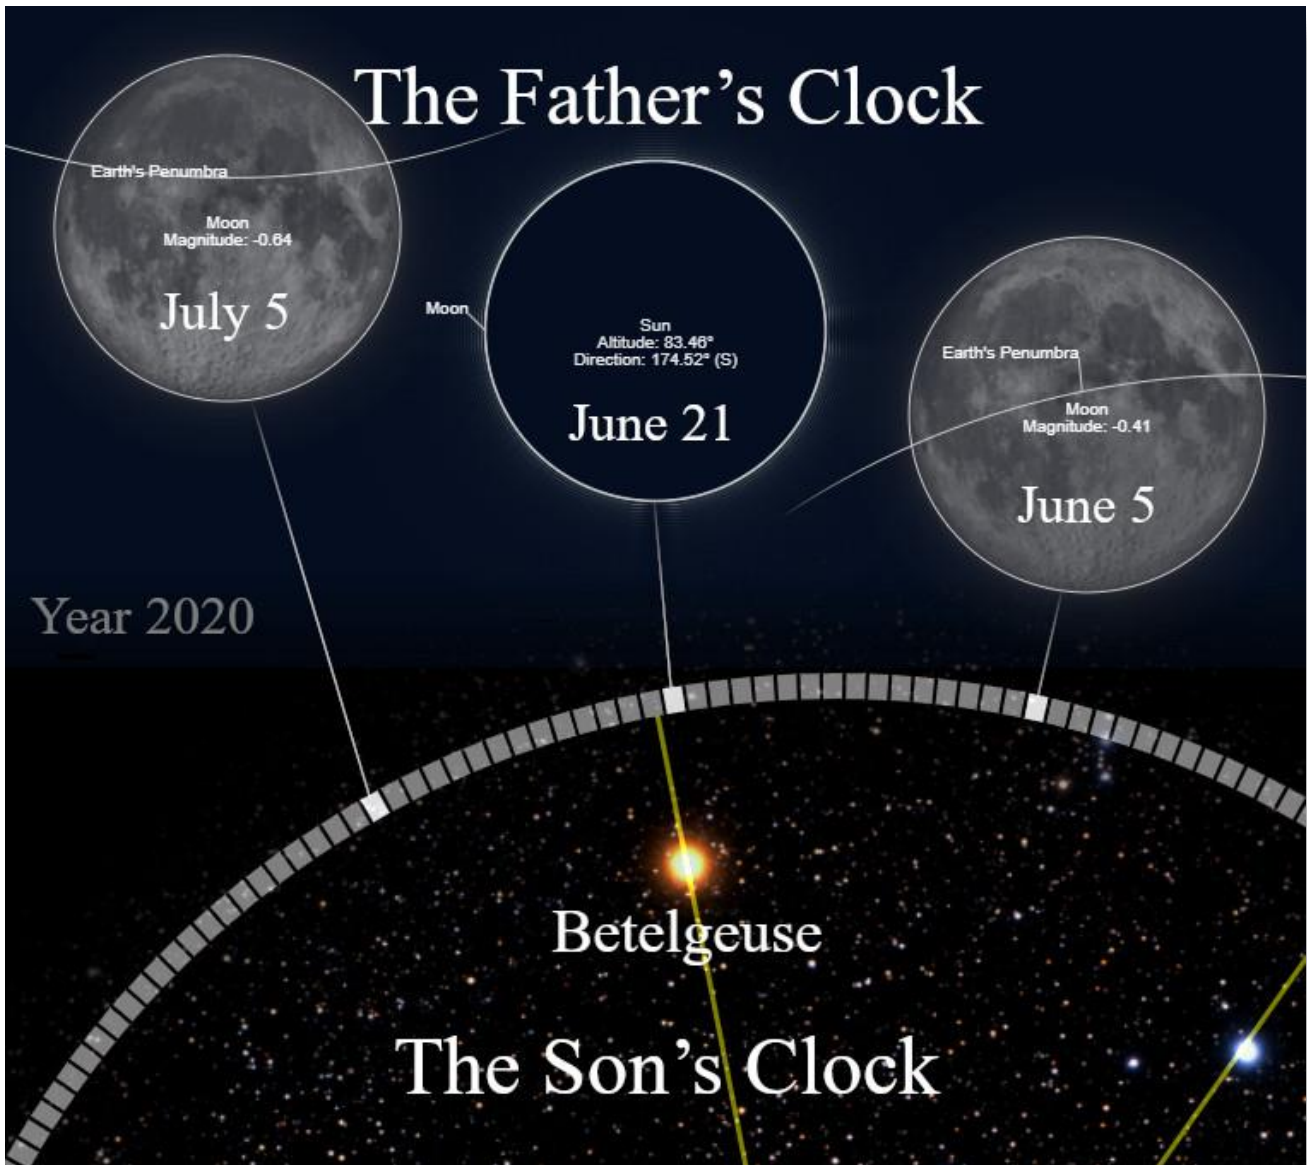 The Father’s Clock
Earth's Penumbra
Moon
Magnitude: -0.64
July 5
Moon
Sun
Altitude: 83.46°
Direction: 174.52° (S)
June 21
Earth's Penumbra
Moon
Magnitude: -0.41
June 5
Year 2020
Betelgeuse
The Son’s Clock